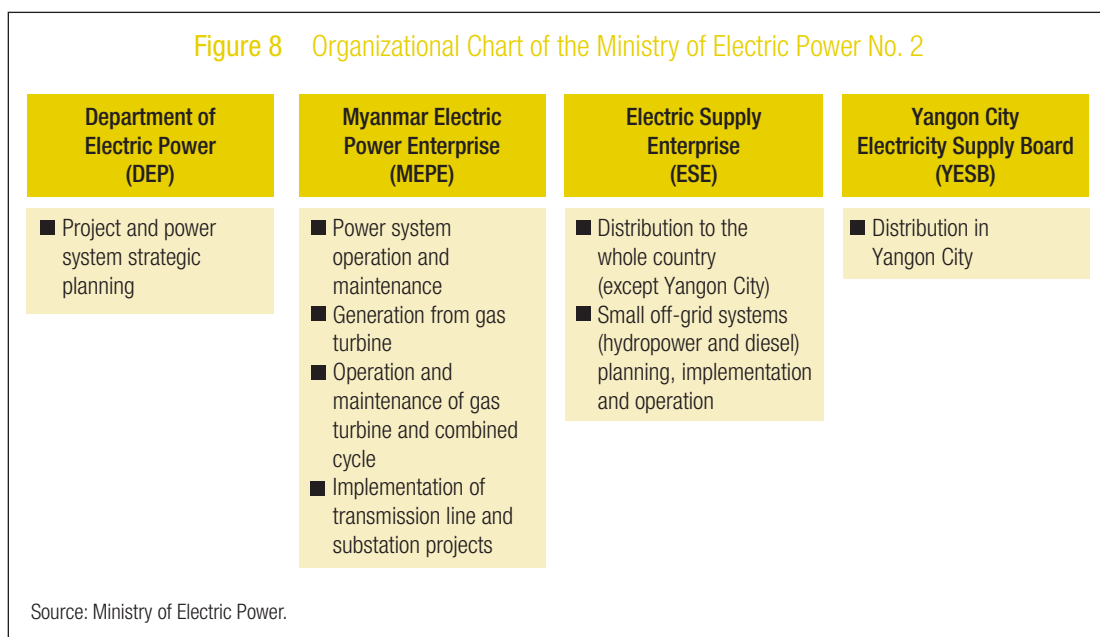 Figure 8 Organizational Chart of the Ministry of Electric Power No. 2
Department of
Electric Power
(DEP)
■ Project and power
system strategic
planning
Myanmar Electric
Power Enterprise
(MEPE)
■ Power system
operation and
maintenance
■ Generation from gas
turbine
■ Operation and
maintenance of gas
turbine and combined
cycle
■ Implementation of
transmission line and
substation projects
Electric Supply
Enterprise
(ESE)
■ Distribution to the
whole country
(except Yangon City)
■ Small off-grid systems
(hydropower and diesel)
planning, implementation
and operation
Yangon City
Electricity Supply Board
(YESB)
■ Distribution in
Yangon City
Source: Ministry of Electric Power.